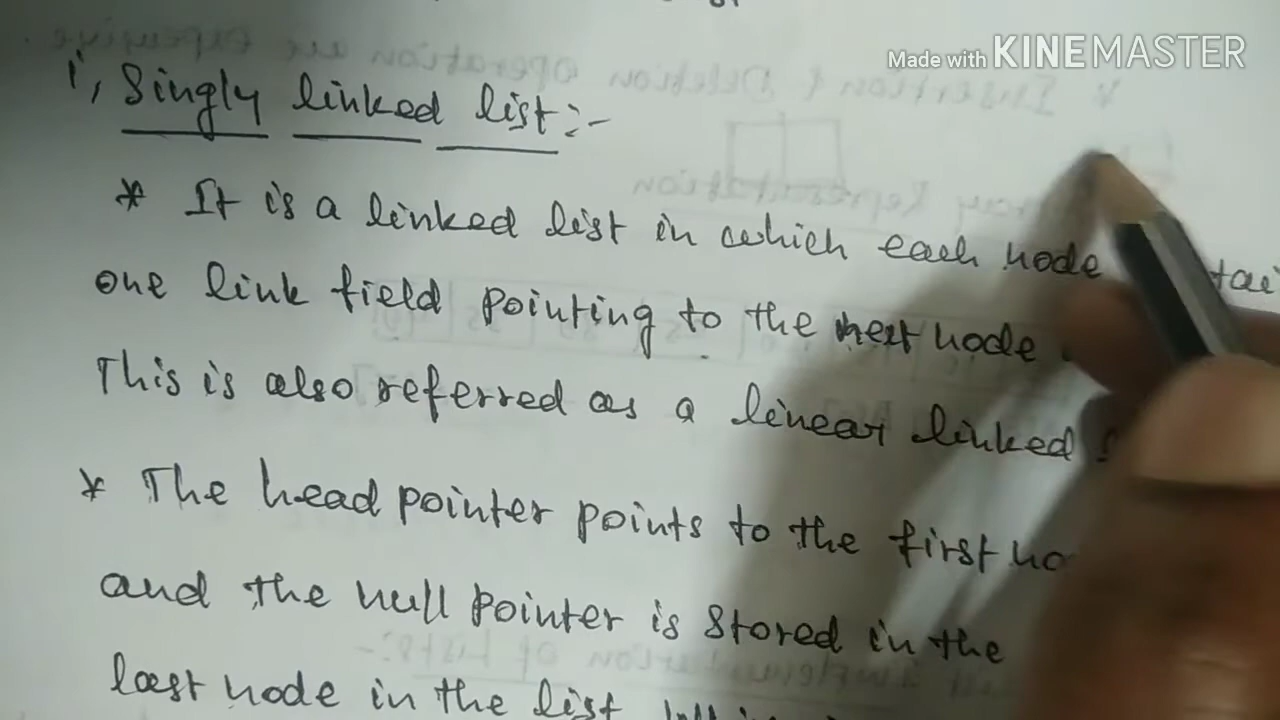 Made with KINEMASTER
i, Singly linked list:-
* It is a linked list in which each node
one link field pointing to the next node
This is also referred as a linear linked
* The head pointer points to the first
and the null pointer is stored in the
last node in the list.